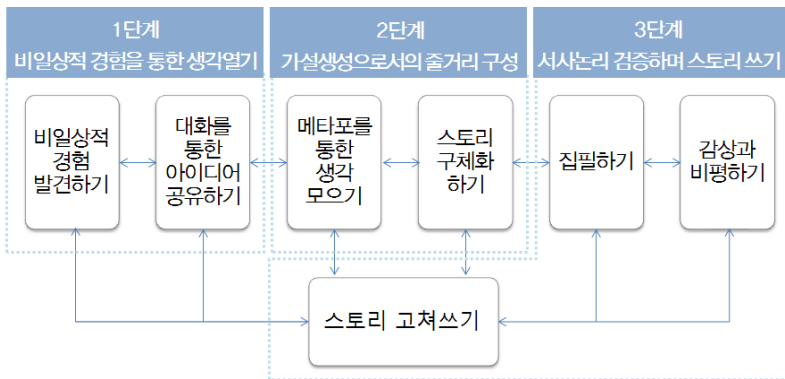 1단계
비일상적 경험을 통한 생각열기
2단계
가설생성으로서의 줄거리 구성
3단계
서사논리 검증하며 스토리 쓰기
비일상적
경험
발견하기
대화를
통한
아이디어
공유하기
메타포를
통한
생각
모으기
스토리
구체화
하기
집필하기
감상과
비평하기
스토리 고쳐쓰기